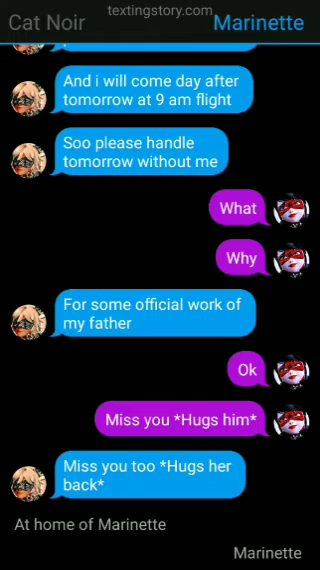 textingstory.com
Cat Noir
Marinette
And i will come day after
tomorrow at 9 am flight
Soo please handle
tomorrow without me
What
Why
For some official work of
my father
Ok
Miss you *Hugs him*
Miss you too *Hugs her
back*
At home of Marinette
Marinette